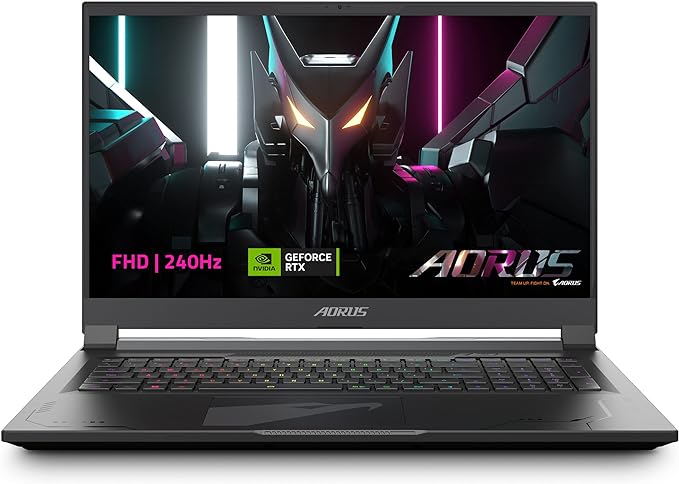 FHD | 240Hz
NVIDIA
GEFORCE
RTX
AORUS
TEAM UP. FIGHT ON. AORUS
AORUS